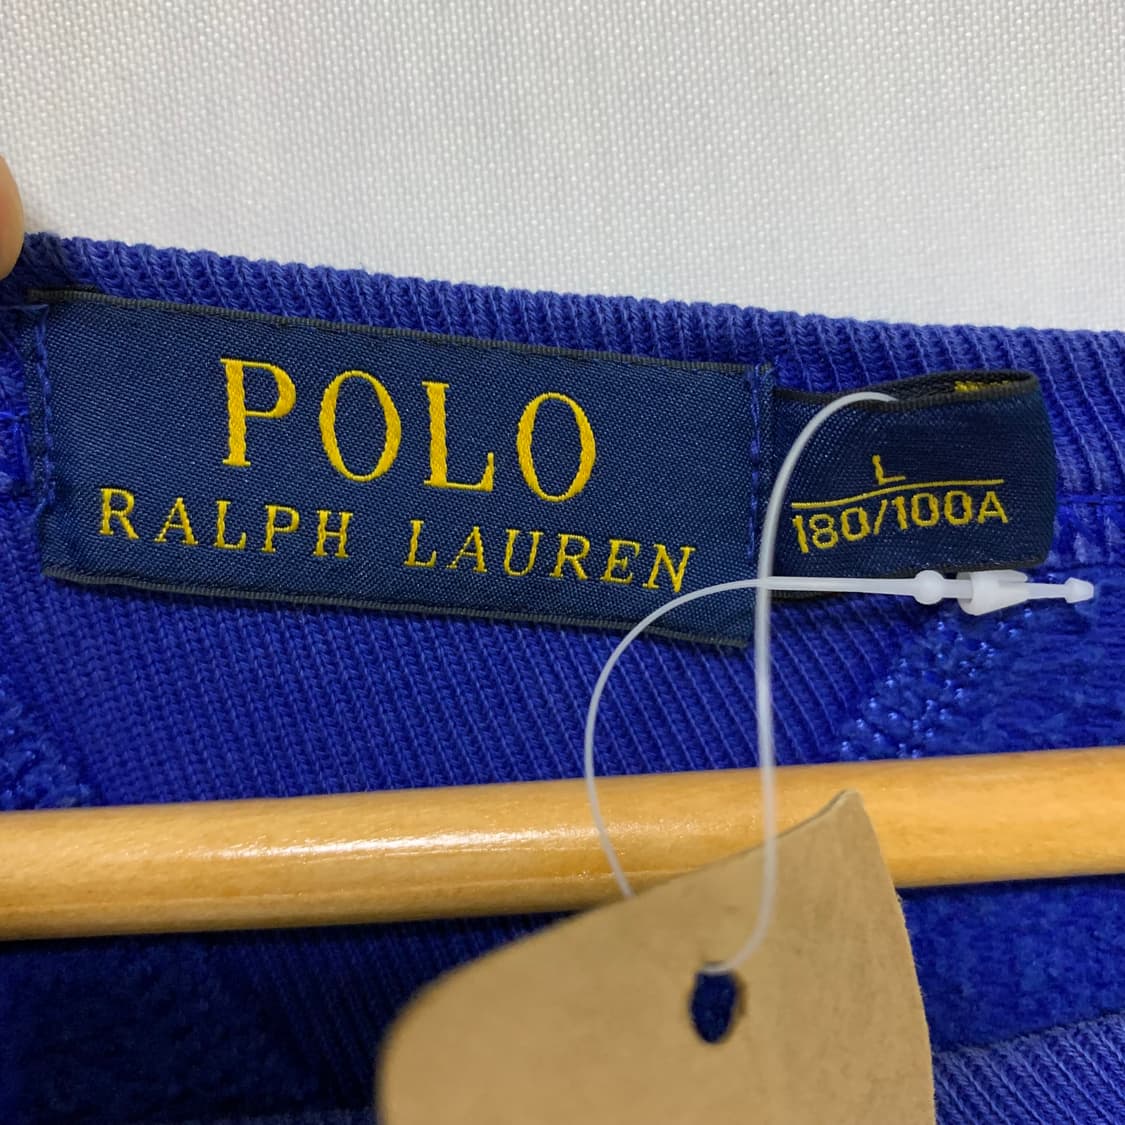 POLO
RALPH LAUREN
L
180/100A